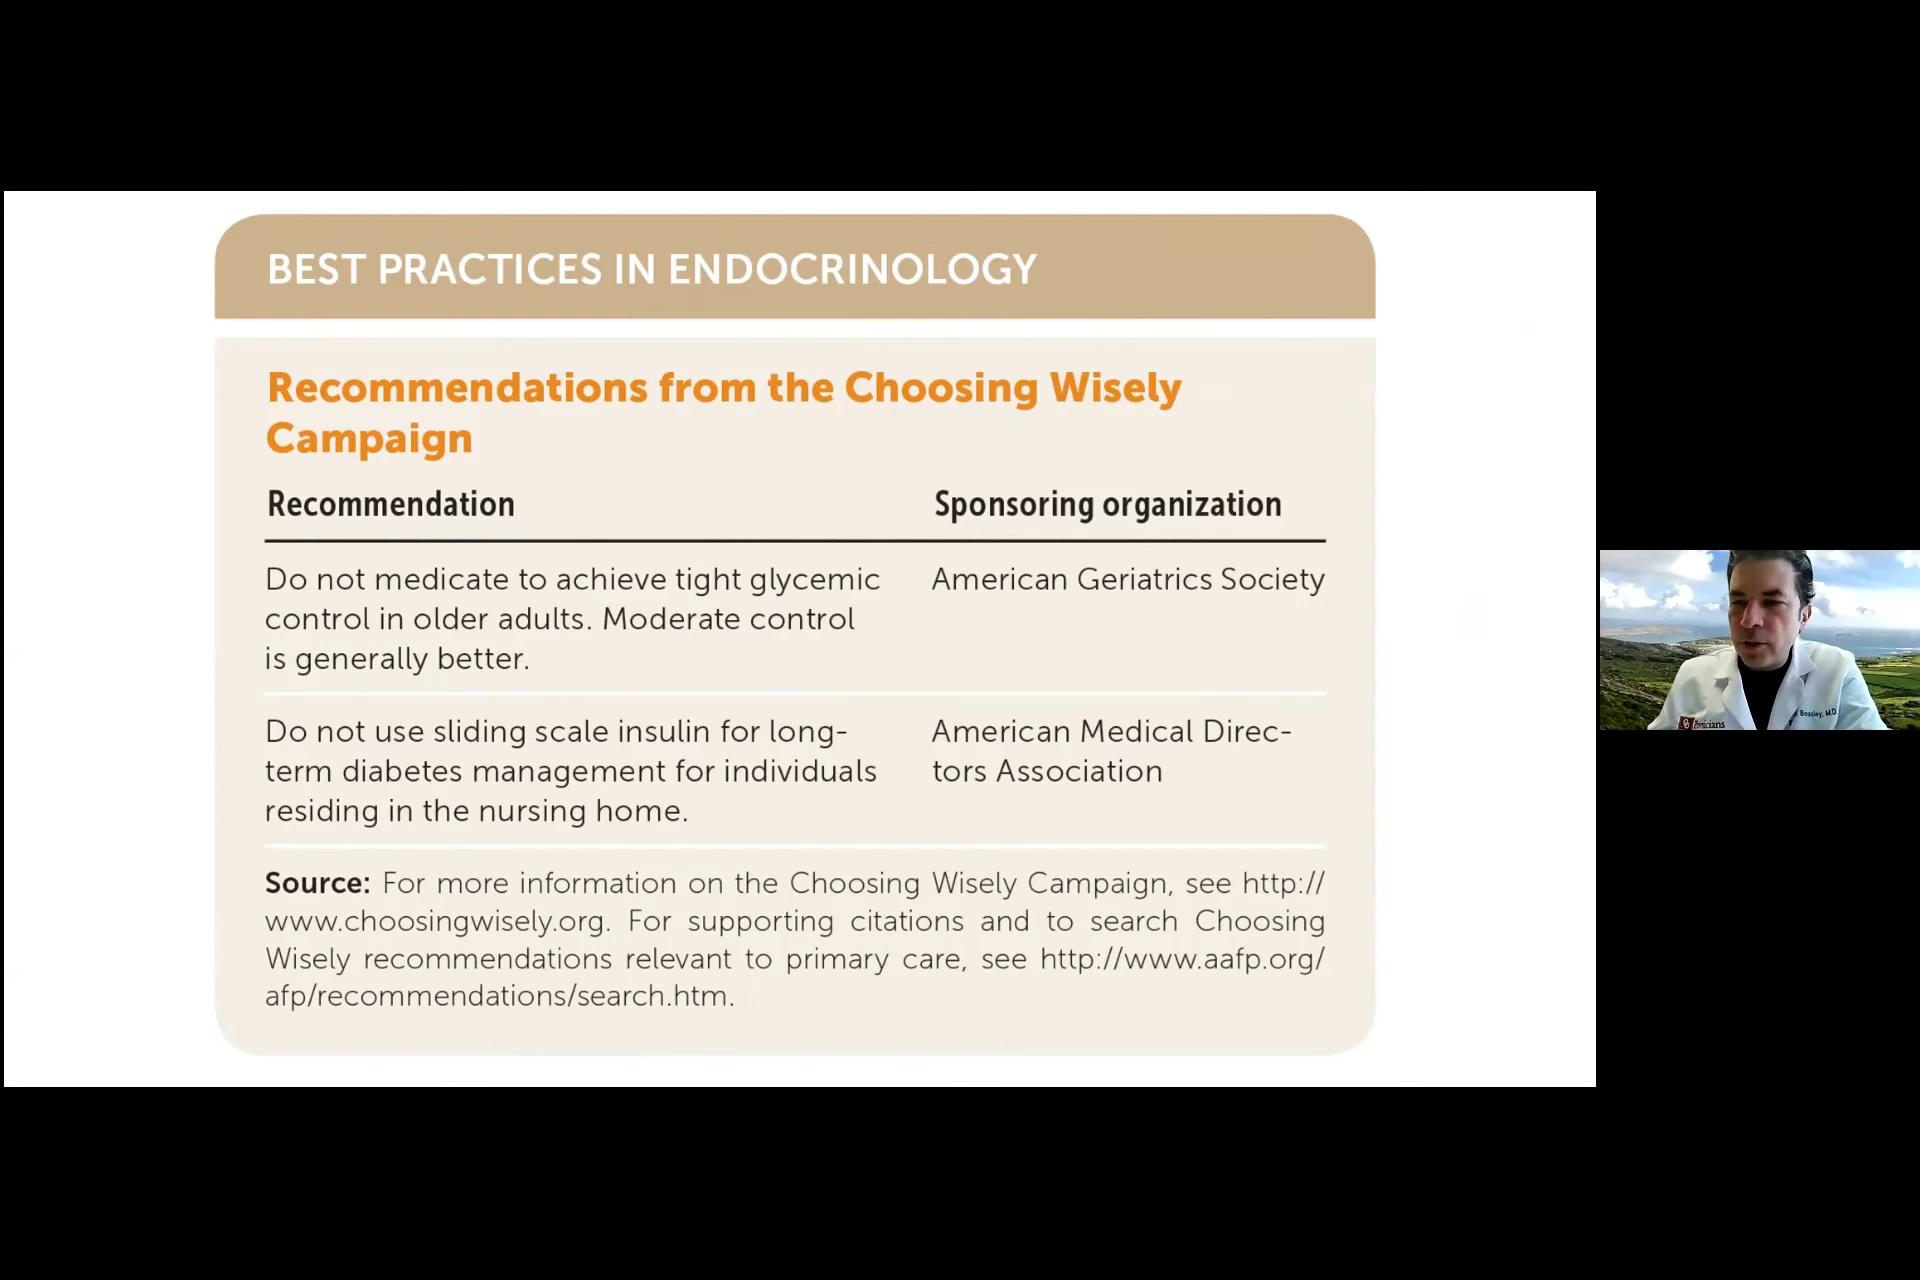 BEST PRACTICES IN ENDOCRINOLOGY
Recommendations from the Choosing Wisely
Campaign
Recommendation
Sponsoring organization
Do not medicate to achieve tight glycemic
control in older adults. Moderate control
is generally better.
American Geriatrics Society
Do not use sliding scale insulin for long-
term diabetes management for individuals
residing in the nursing home.
American Medical Direc-
tors Association
Source: For more information on the Choosing Wisely Campaign, see http://
www.choosingwisely.org. For supporting citations and to search Choosing
Wisely recommendations relevant to primary care, see http://www.aafp.org/
afp/recommendations/search.htm.
Beasley, M.D.